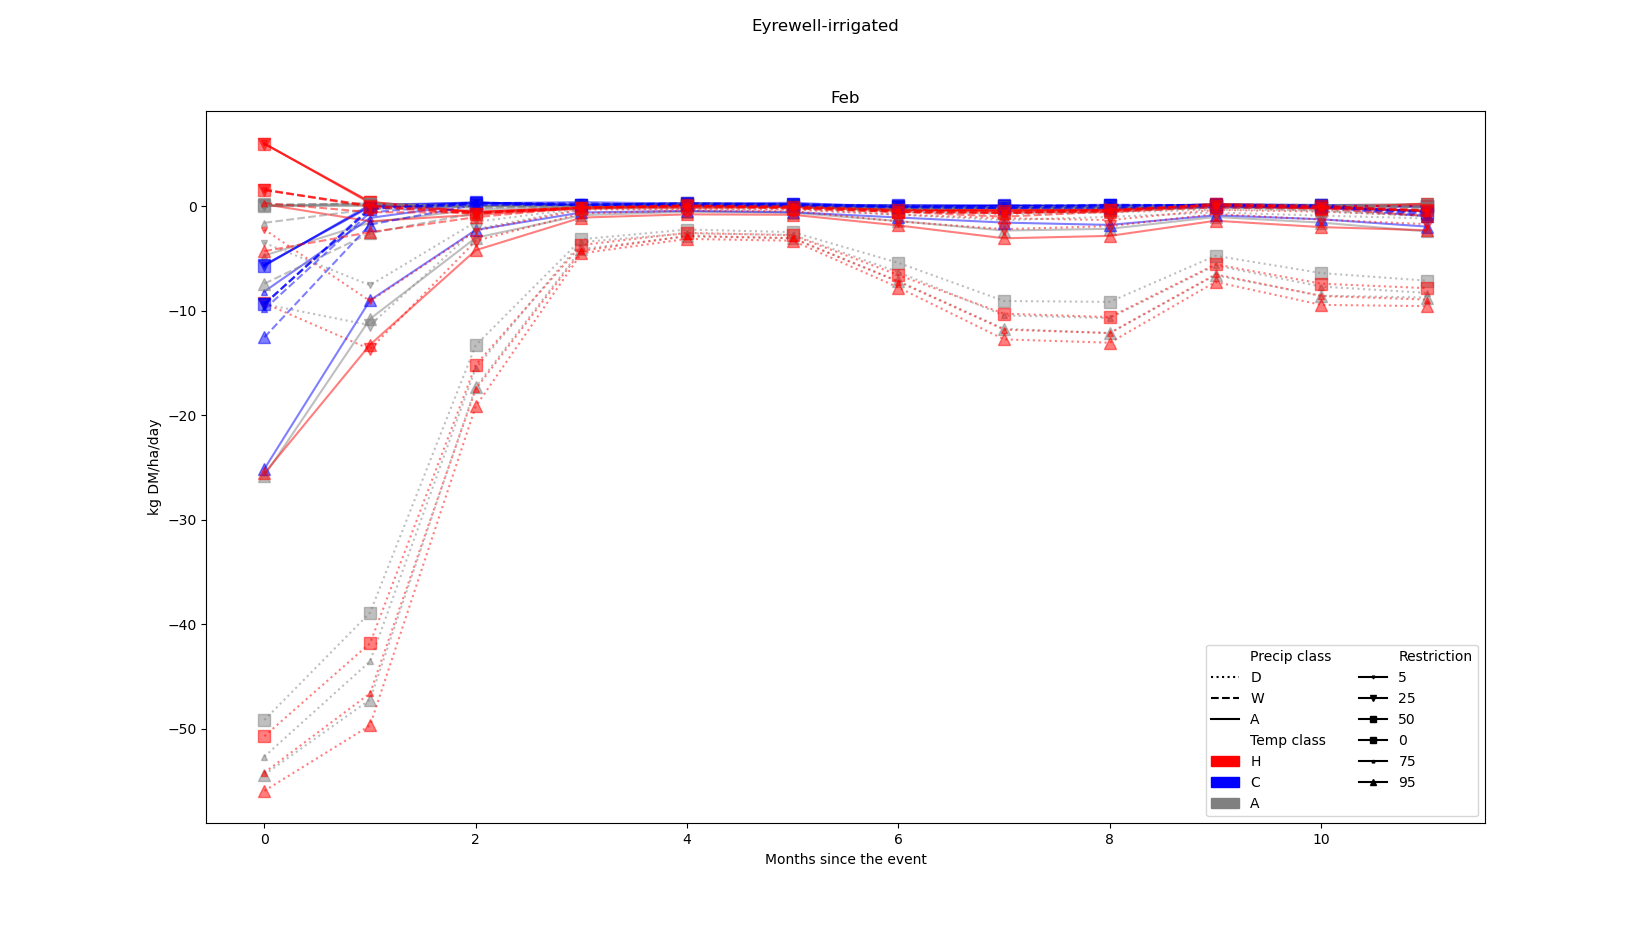 Eyrewell-irrigated
Feb
kg DM/ha/day
0
−10
−20
−30
−40
−50
0 2 4 6 8 10
Months since the event
Precip class Restriction
D 5
W 25
A 50
Temp class 0
H 75
C 95
A